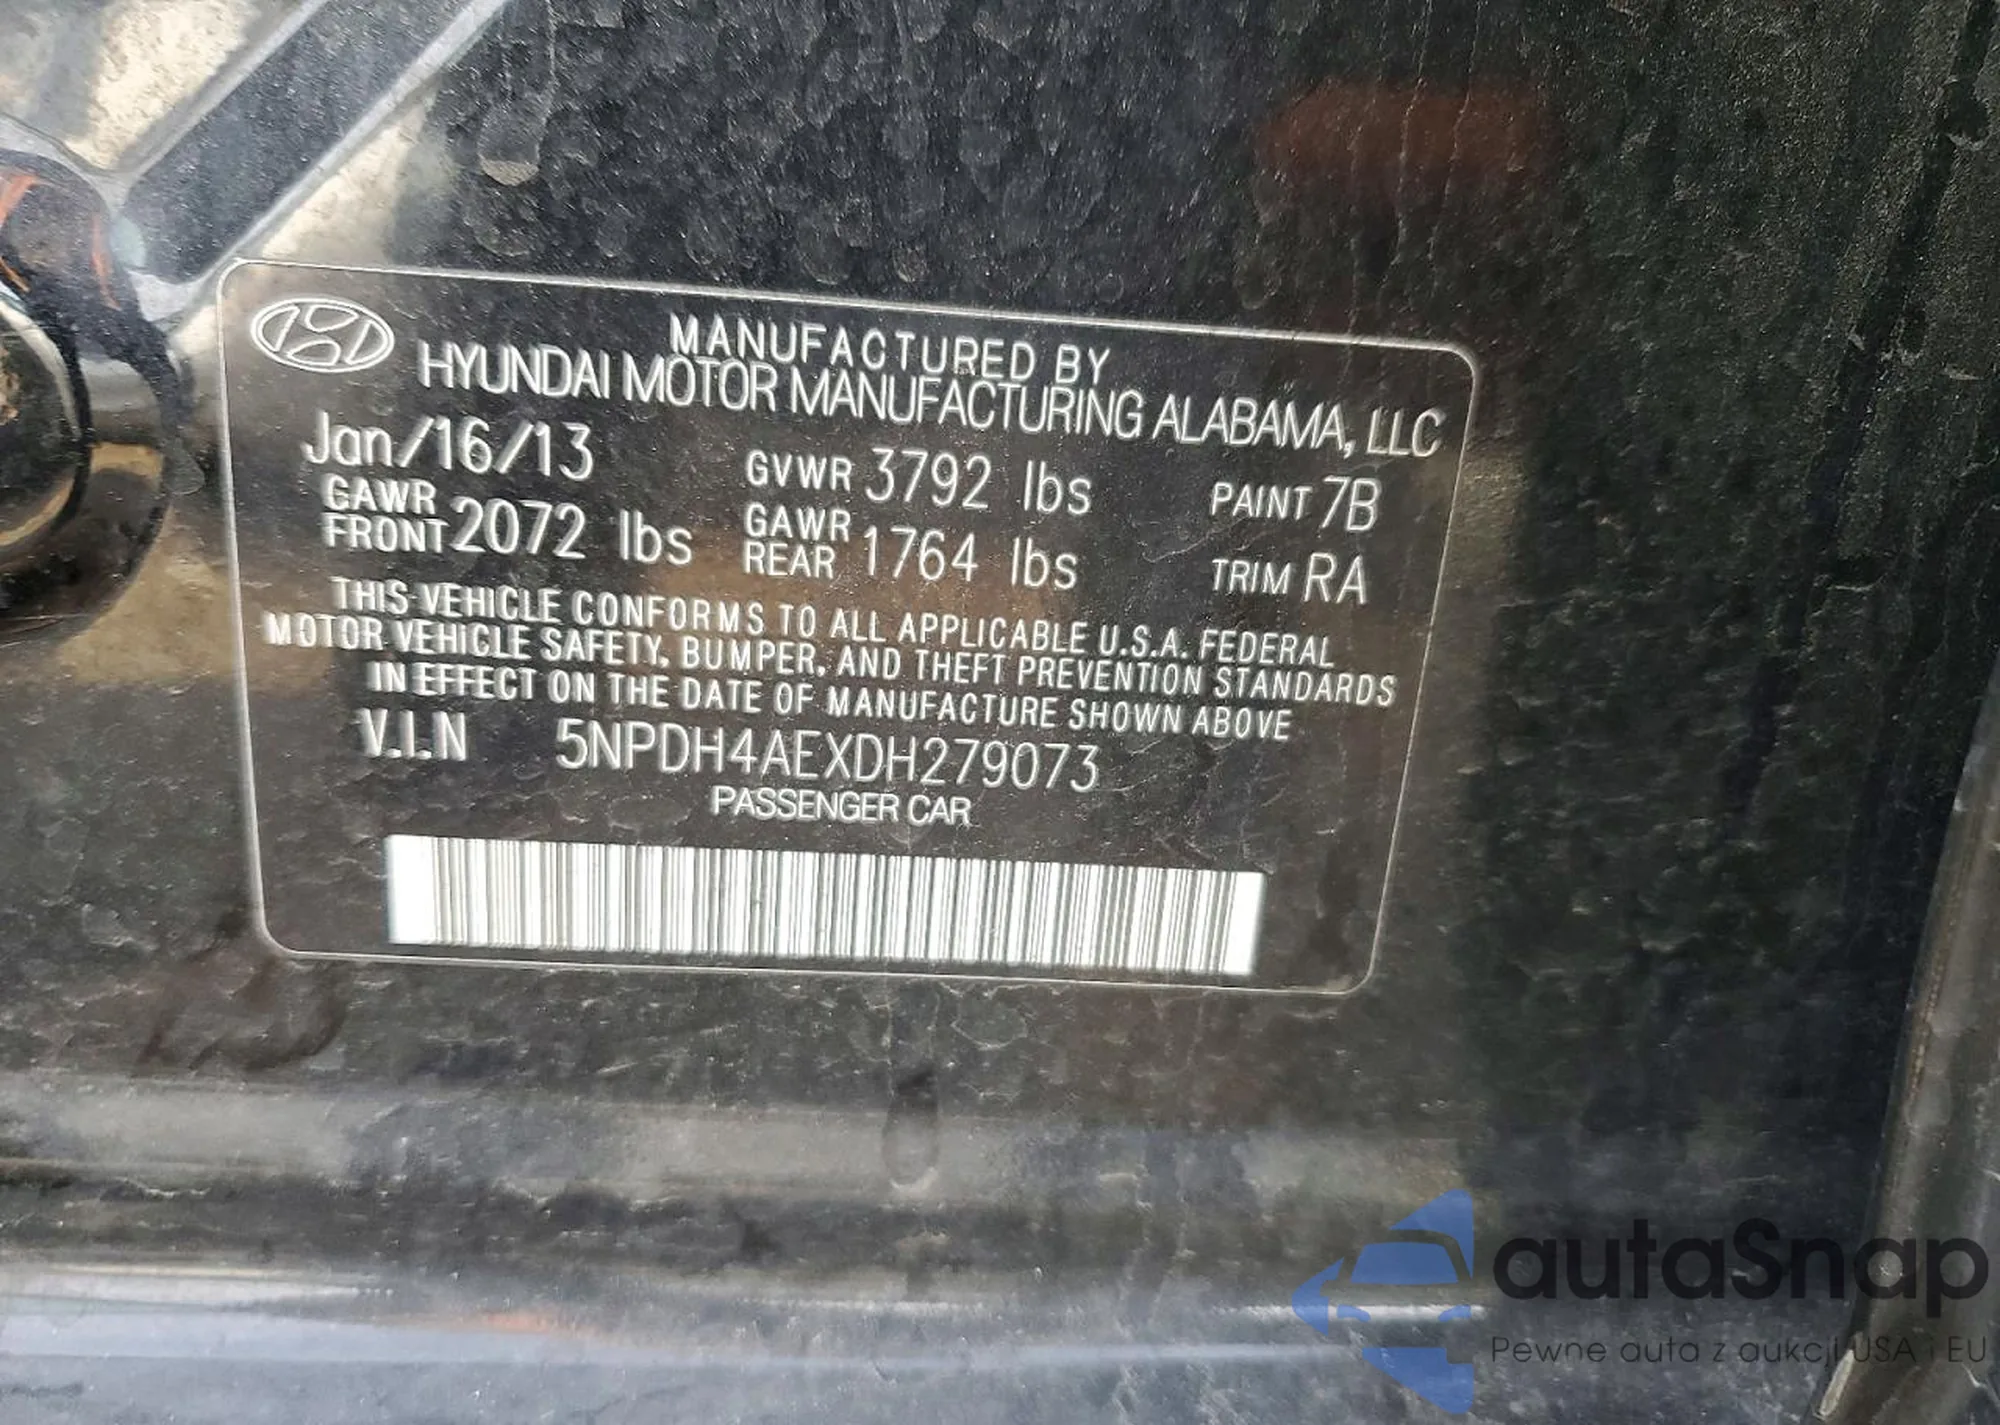 MANUFACTURED BY
HYUNDAI MOTOR MANUFACTURING ALABAMA, LLC
Jan/16/13 GVWR 3792 lbs PAINT 7B
GAWR FRONT 2072 lbs GAWR REAR 1764 lbs TRIM RA
THIS VEHICLE CONFORMS TO ALL APPLICABLE U.S.A. FEDERAL
MOTOR VEHICLE SAFETY, BUMPER, AND THEFT PREVENTION STANDARDS
IN EFFECT ON THE DATE OF MANUFACTURE SHOWN ABOVE
V.I.N 5NPDH4AEXDH279073
PASSENGER CAR
autaSnap
Pewne auta z aukcji USA i EU